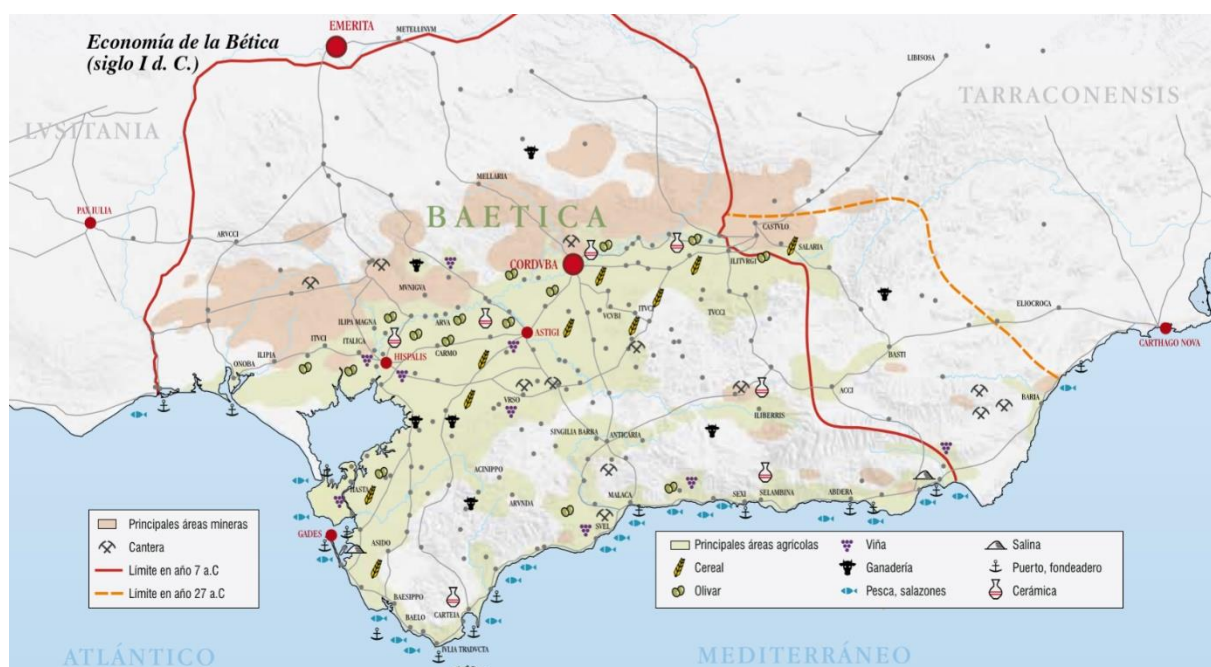 Economía de la Bética
(siglo I d. C.)
EMERITA
METELLINVM
LIBISOSA
LVSITANIA
TARRACONENSIS
MELLARIA
PAX IULIA
BAETICA
ARVCCI
CASTVLO
SALARIA
CORDVBA
ILITVRGI
MVNIGVA
ILIPA MAGNA
ARVA
VCVBI
ITVCI
TVCCI
ELIOCROCA
ITVCI
ITALICA
ASTIGI
CARTHAGO NOVA
ILIPIA
HISPALIS
CARMO
BASTI
ONOBA
ACCI
BARIA
VRSO
ILIBERRIS
SINGILIA BARBA
ANTICARIA
ACINIPPO
HASTA
ARVNDA
MALACA
SEXI
SELAMBINA
ABDERA
SVEL
GADES
ASIDO
BAESIPPO
CARTEIA
BAELO
IVLIA TRADVCTA
Principales áreas mineras
Cantera
Límite en año 7 a.C
Límite en año 27 a.C
Principales áreas agrícolas
Cereal
Olivar
Viña
Ganadería
Pesca, salazones
Salina
Puerto, fondeadero
Cerámica
ATLÁNTICO
MEDITERRÁNEO